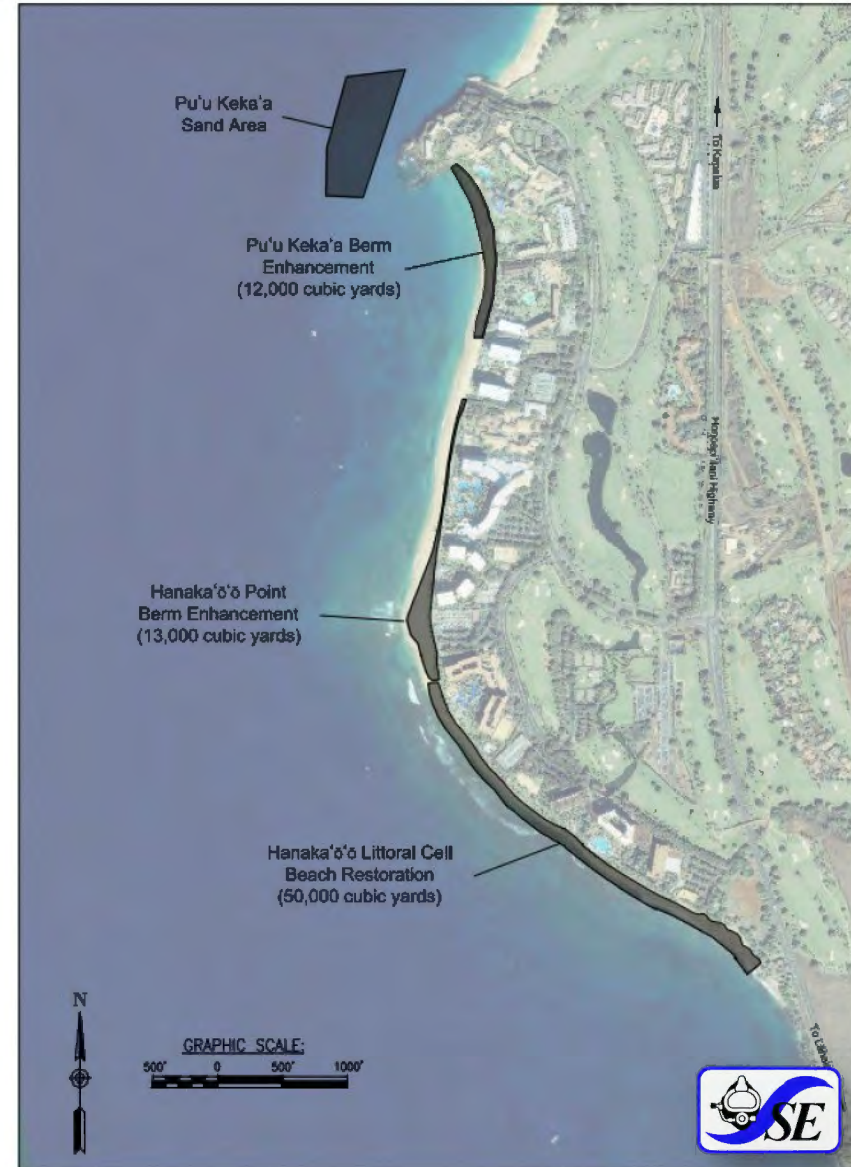 Pu‘u Keka‘a
Sand Area
Pu‘u Keka‘a Berm
Enhancement
(12,000 cubic yards)
Hanaka‘ō‘ō Point
Berm Enhancement
(13,000 cubic yards)
Hanaka‘ō‘ō Littoral Cell
Beach Restoration
(50,000 cubic yards)
To Kapalua
Honoapi‘ilani Highway
N
GRAPHIC SCALE:
500' 0 500' 1000'
SE